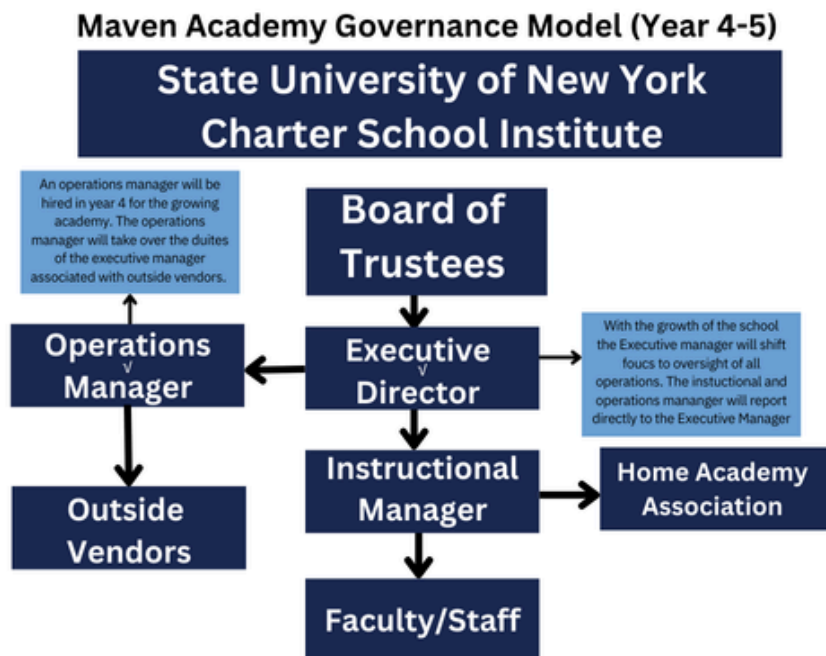 Maven Academy Governance Model (Year 4-5)
State University of New York
Charter School Institute
An operations manager will be
hired in year 4 for the growing
academy. The operations
manager will take over the duites
of the executive manager
associated with outside vendors.
Board of
Trustees
Operations
√
Manager
Executive
√
Director
With the growth of the school
the Executive manager will shift
foucs to oversight of all
operations. The instuctional and
operations mananger will report
directly to the Executive Manager
Instructional
Manager
Home Academy
Association
Outside
Vendors
Faculty/Staff